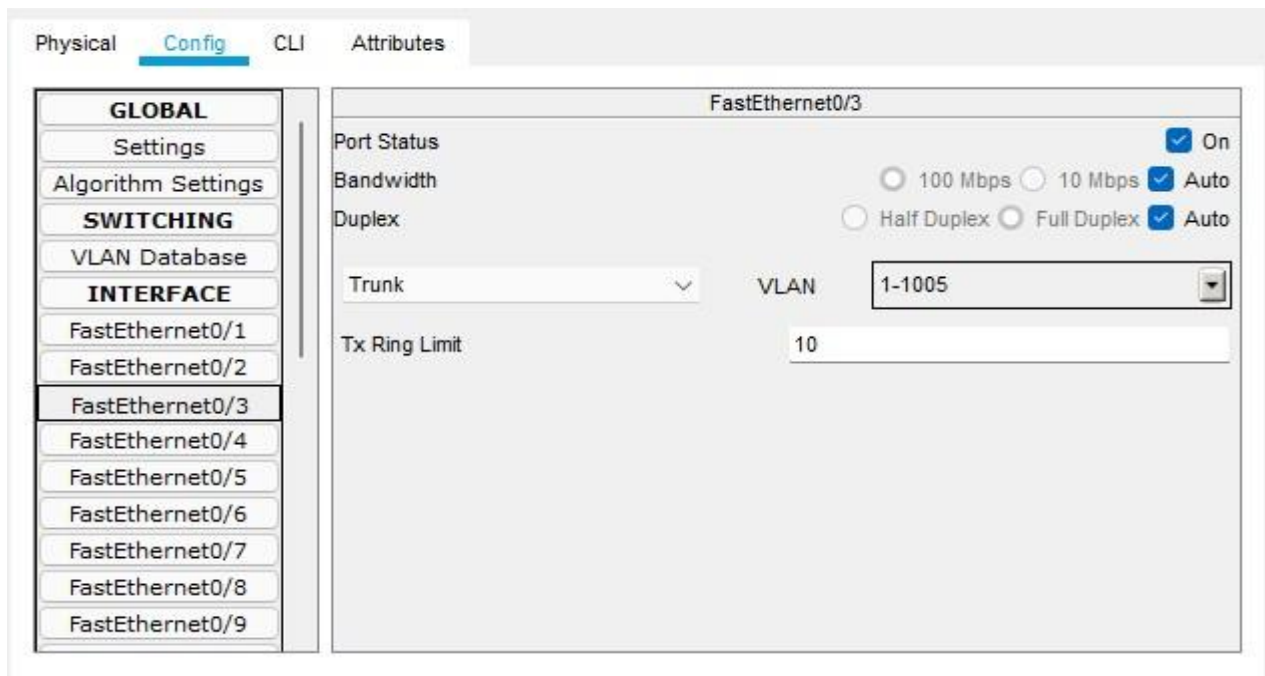 Physical Config CLI Attributes
GLOBAL
Settings
Algorithm Settings
SWITCHING
VLAN Database
INTERFACE
FastEthernet0/1
FastEthernet0/2
FastEthernet0/3
FastEthernet0/4
FastEthernet0/5
FastEthernet0/6
FastEthernet0/7
FastEthernet0/8
FastEthernet0/9
FastEthernet0/3
Port Status On
Bandwidth 100 Mbps 10 Mbps Auto
Duplex Half Duplex Full Duplex Auto
Trunk VLAN 1-1005
Tx Ring Limit 10